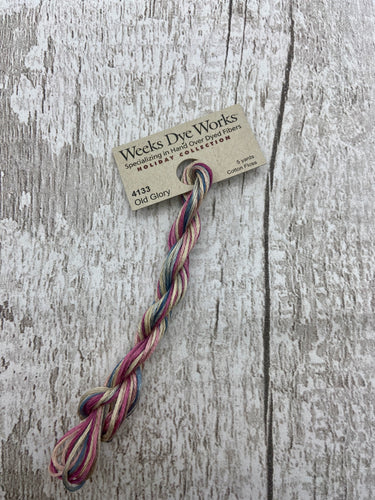 Weeks Dye Works
Specializing in Hand Over Dyed Fibers
HOLIDAY COLLECTION
4133
Old Glory
5 yards
Cotton Floss